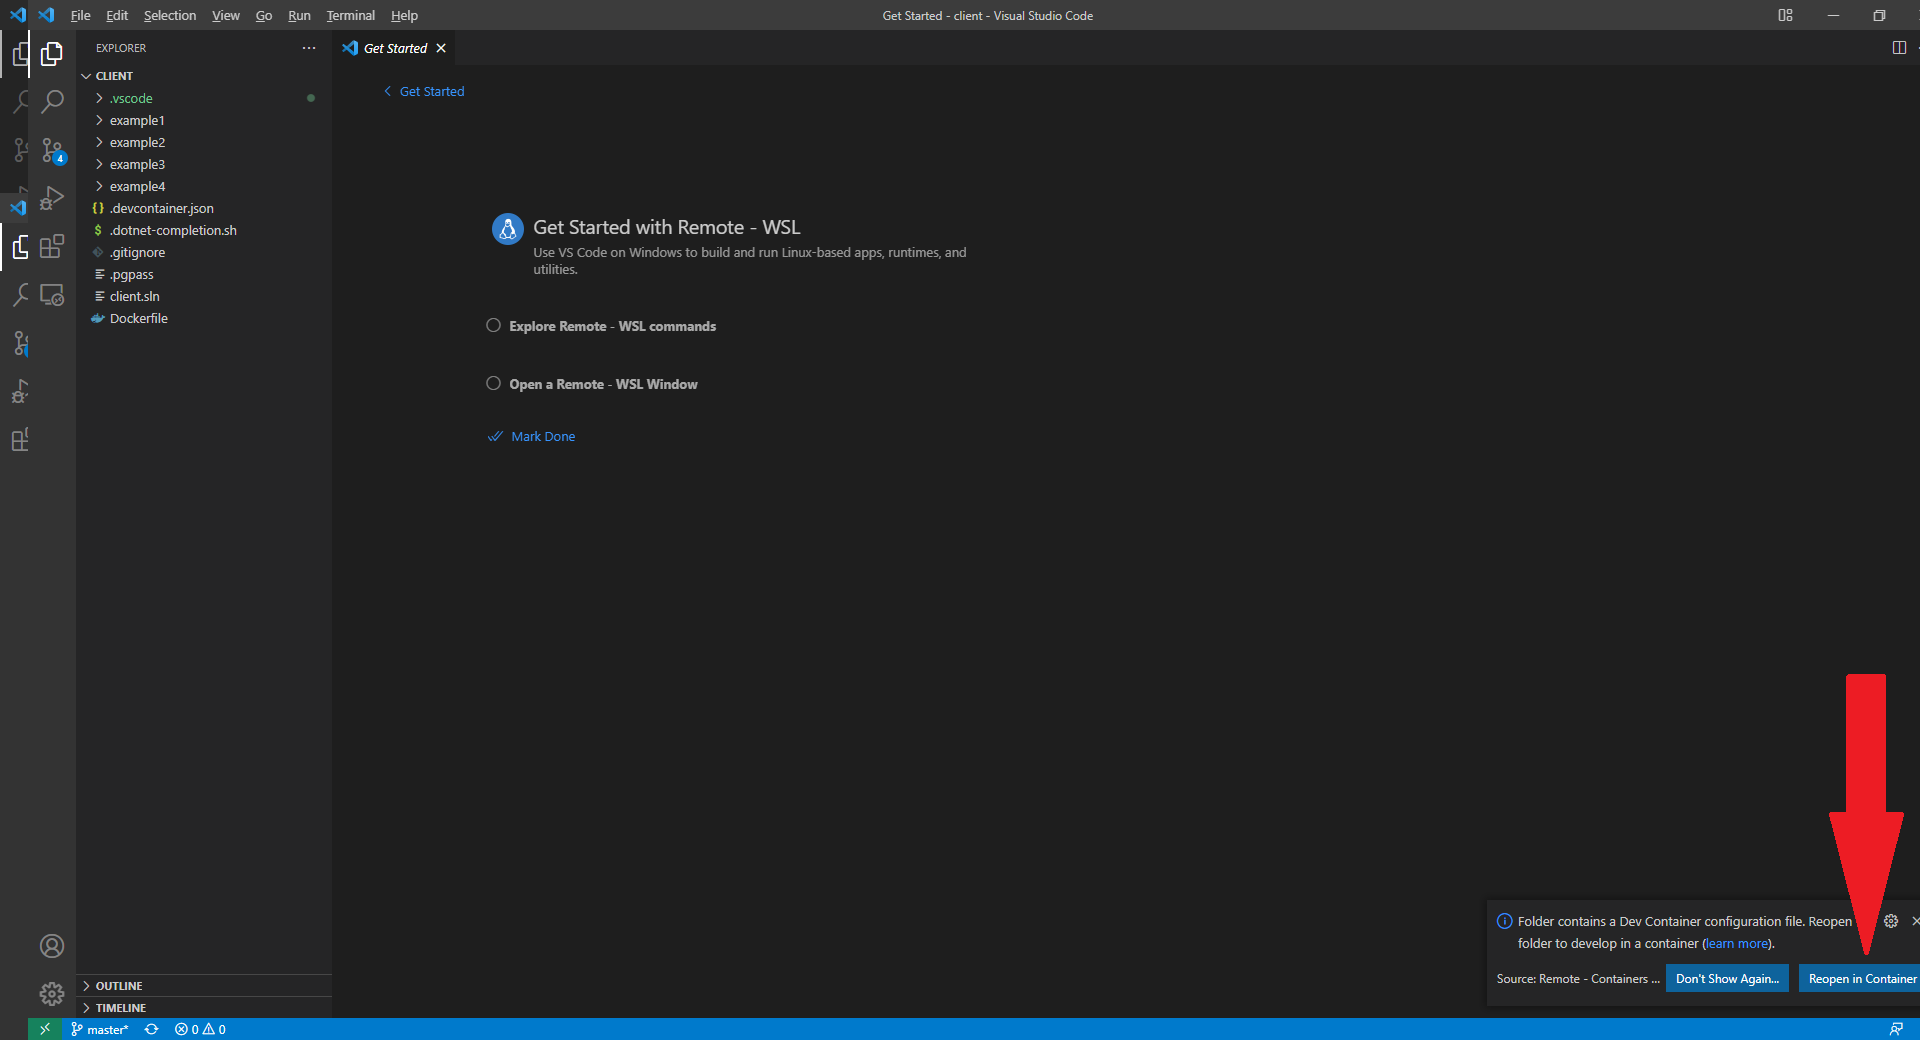 File Edit Selection View Go Run Terminal Help
Get Started - client - Visual Studio Code
EXPLORER
Get Started
CLIENT
.vscode
example1
example2
example3
example4
.devcontainer.json
.dotnet-completion.sh
.gitignore
.pgpass
client.sln
Dockerfile
4
Get Started
Get Started with Remote - WSL
Use VS Code on Windows to build and run Linux-based apps, runtimes, and
utilities.
Explore Remote - WSL commands
Open a Remote - WSL Window
Mark Done
Folder contains a Dev Container configuration file. Reopen
folder to develop in a container (learn more).
Source: Remote - Containers ...
Don't Show Again...
Reopen in Container
OUTLINE
TIMELINE
master* 0 0